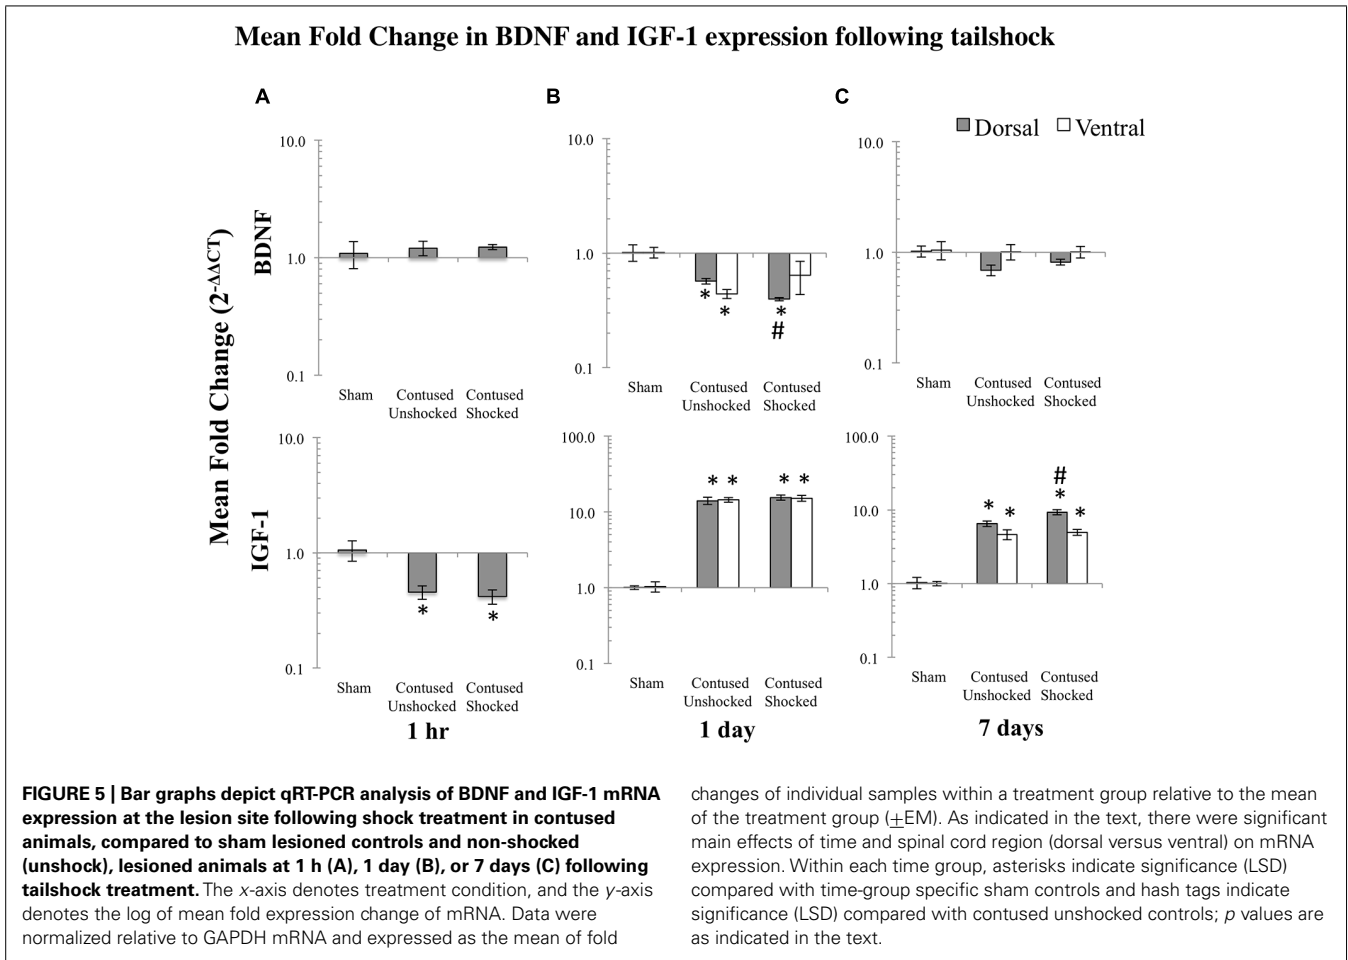 Mean Fold Change in BDNF and IGF-1 expression following tailshock
A
B
C
Dorsal Ventral
Mean Fold Change (2-ΔΔCT)
BDNF
10.0
1.0
0.1
Sham
Contused
Unshocked
Contused
Shocked
10.0
1.0
0.1
*
*
*
#
Sham
Contused
Unshocked
Contused
Shocked
10.0
1.0
0.1
Sham
Contused
Unshocked
Contused
Shocked
IGF-1
10.0
1.0
0.1
*
*
Sham
Contused
Unshocked
Contused
Shocked
1 hr
100.0
10.0
1.0
0.1
* *
* *
Sham
Contused
Unshocked
Contused
Shocked
1 day
100.0
10.0
1.0
0.1
*
*
#
*
*
Sham
Contused
Unshocked
Contused
Shocked
7 days
FIGURE 5 | Bar graphs depict qRT-PCR analysis of BDNF and IGF-1 mRNA
expression at the lesion site following shock treatment in contused
animals, compared to sham lesioned controls and non-shocked
(unshock), lesioned animals at 1 h (A), 1 day (B), or 7 days (C) following
tailshock treatment. The x-axis denotes treatment condition, and the y-axis
denotes the log of mean fold expression change of mRNA. Data were
normalized relative to GAPDH mRNA and expressed as the mean of fold
changes of individual samples within a treatment group relative to the mean
of the treatment group (±EM). As indicated in the text, there were significant
main effects of time and spinal cord region (dorsal versus ventral) on mRNA
expression. Within each time group, asterisks indicate significance (LSD)
compared with time-group specific sham controls and hash tags indicate
significance (LSD) compared with contused unshocked controls; p values are
as indicated in the text.